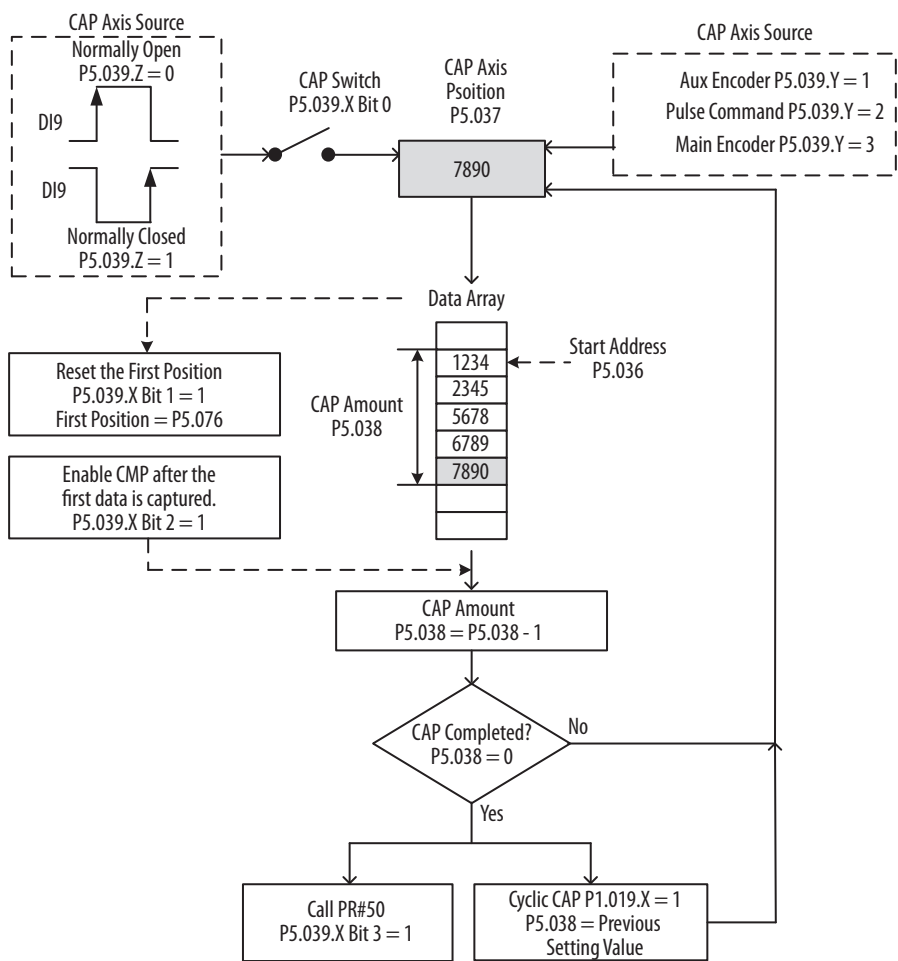 CAP Axis Source
Normally Open
P5.039.Z = 0
DI9
DI9
Normally Closed
P5.039.Z = 1
CAP Switch
P5.039.X Bit 0
CAP Axis
Psoition
P5.037
7890
CAP Axis Source
Aux Encoder P5.039.Y = 1
Pulse Command P5.039.Y = 2
Main Encoder P5.039.Y = 3
Data Array
1234
2345
5678
6789
7890
Start Address
P5.036
CAP Amount
P5.038
Reset the First Position
P5.039.X Bit 1 = 1
First Position = P5.076
Enable CMP after the
first data is captured.
P5.039.X Bit 2 = 1
CAP Amount
P5.038 = P5.038 - 1
CAP Completed?
P5.038 = 0
No
Yes
Call PR#50
P5.039.X Bit 3 = 1
Cyclic CAP P1.019.X = 1
P5.038 = Previous
Setting Value